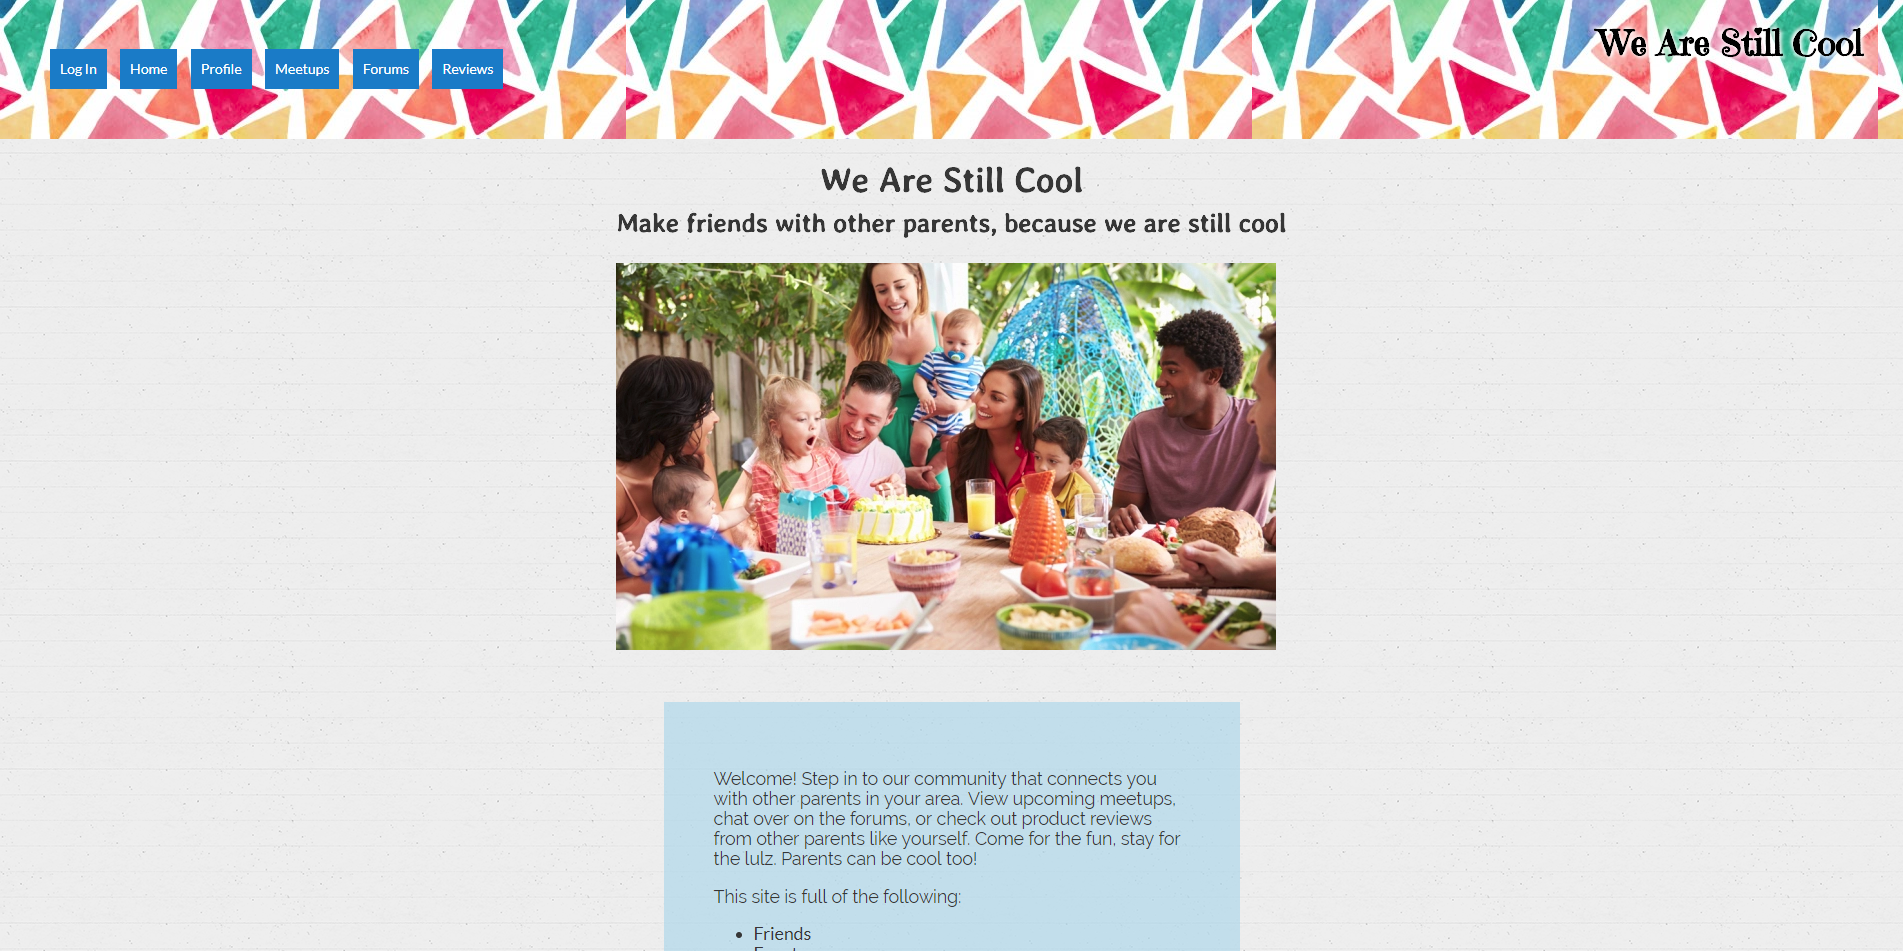 Log In Home Profile Meetups Forums Reviews
We Are Still Cool
We Are Still Cool
Make friends with other parents, because we are still cool
Welcome! Step in to our community that connects you
with other parents in your area. View upcoming meetups,
chat over on the forums, or check out product reviews
from other parents like yourself. Come for the fun, stay for
the lulz. Parents can be cool too!
This site is full of the following:
• Friends